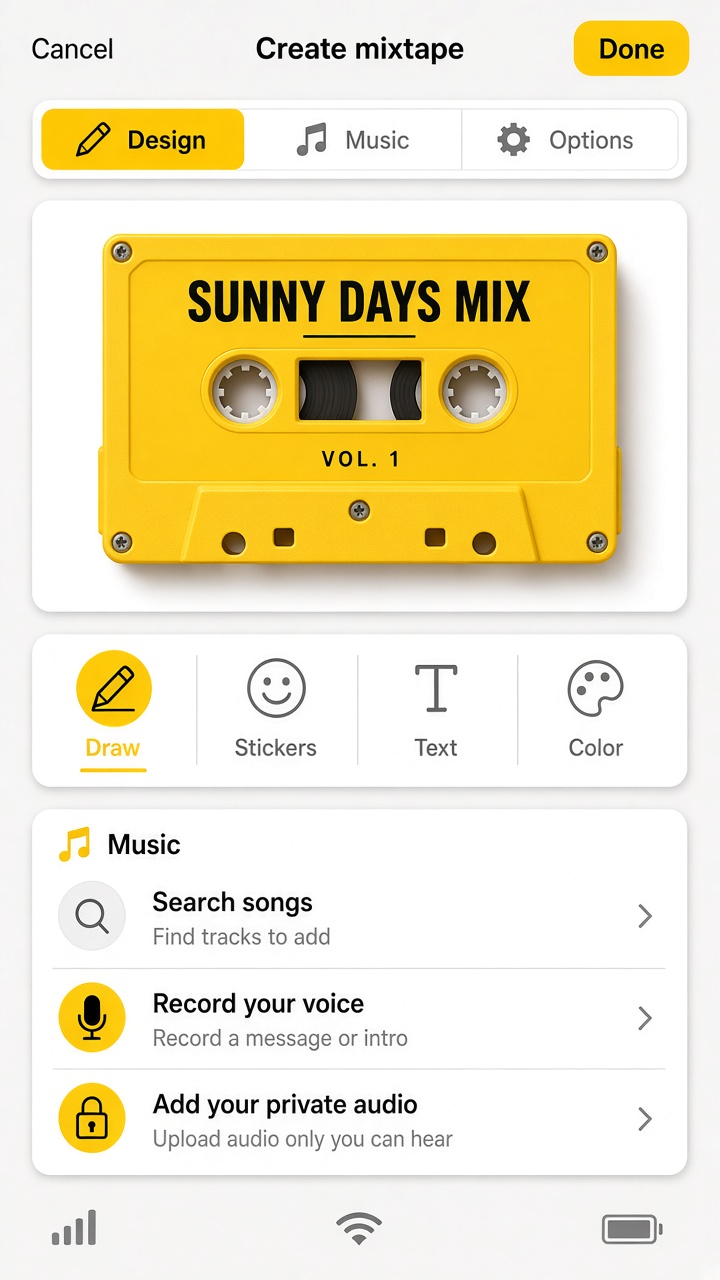 Cancel
Create mixtape
Done
Design
Music
Options
SUNNY DAYS MIX
VOL. 1
Draw
Stickers
Text
Color
Music
Search songs
Find tracks to add
Record your voice
Record a message or intro
Add your private audio
Upload audio only you can hear